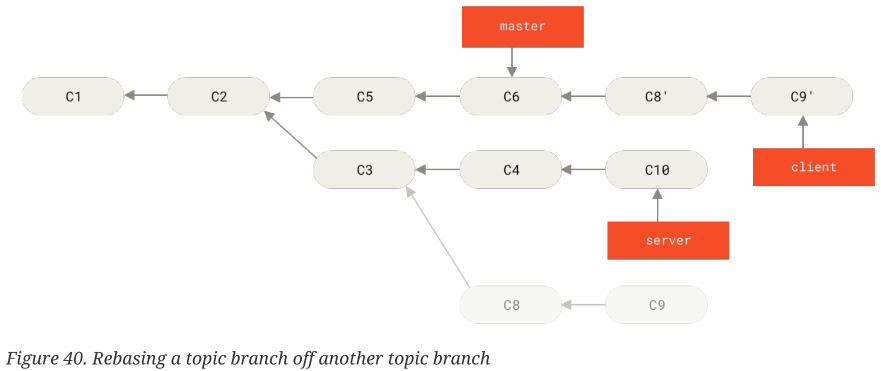 master
C1
C2
C5
C6
C8'
C9'
C3
C4
C10
client
server
C8
C9
Figure 40. Rebasing a topic branch off another topic branch